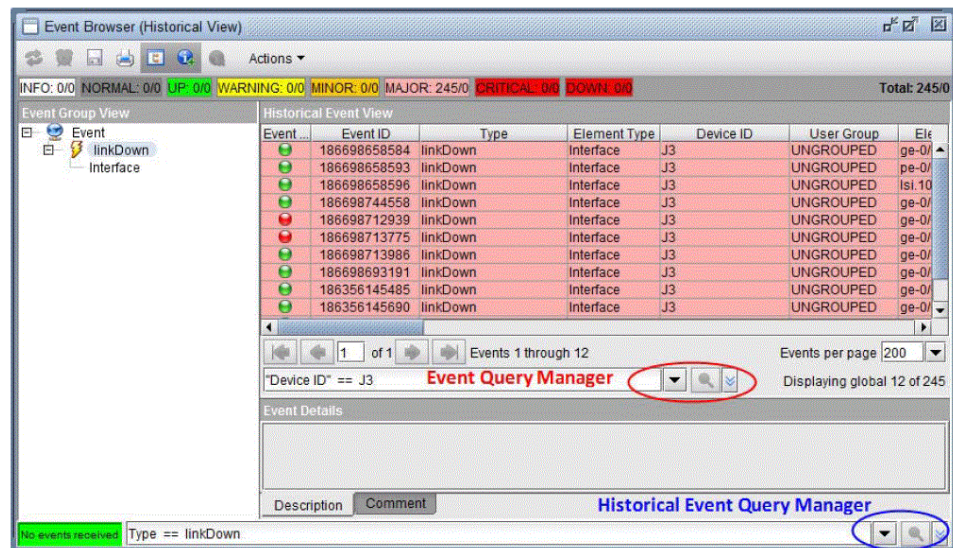 Event Browser (Historical View)
Actions
INFO: 0/0 NORMAL: 0/0 UP: 0/0 WARNING: 0/0 MINOR: 0/0 MAJOR: 245/0 CRITICAL: 0/0 DOWN: 0/0 Total: 245/0
Event Group View
Event
linkDown
Interface
Historical Event View
Event ... Event ID Type Element Type Device ID User Group Ele
186698658584 linkDown Interface J3 UNGROUPED ge-0/
186698658593 linkDown Interface J3 UNGROUPED pe-0/
186698658596 linkDown Interface J3 UNGROUPED lsi.10
186698744558 linkDown Interface J3 UNGROUPED ge-0/
186698712939 linkDown Interface J3 UNGROUPED ge-0/
186698713775 linkDown Interface J3 UNGROUPED ge-0/
186698713986 linkDown Interface J3 UNGROUPED ge-0/
186698693191 linkDown Interface J3 UNGROUPED ge-0/
186356145485 linkDown Interface J3 UNGROUPED ge-0/
186356145690 linkDown Interface J3 UNGROUPED ge-0/
1 of 1 Events 1 through 12 Events per page 200
"Device ID" == J3 Event Query Manager Displaying global 12 of 245
Event Details
Description Comment
Historical Event Query Manager
No events received Type == linkDown